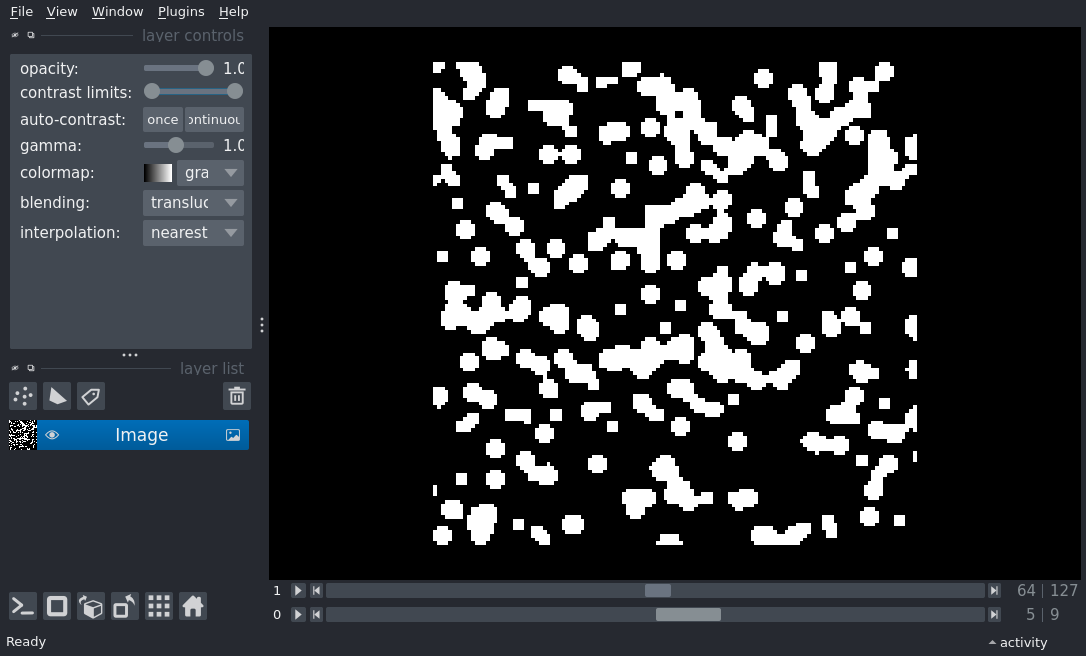 File View Window Plugins Help
layer controls
opacity: 1.0
contrast limits:
auto-contrast: once ontinuou
gamma: 1.0
colormap: gra
blending: transluc
interpolation: nearest
layer list
Image
1 64 | 127
0 5 | 9
Ready activity